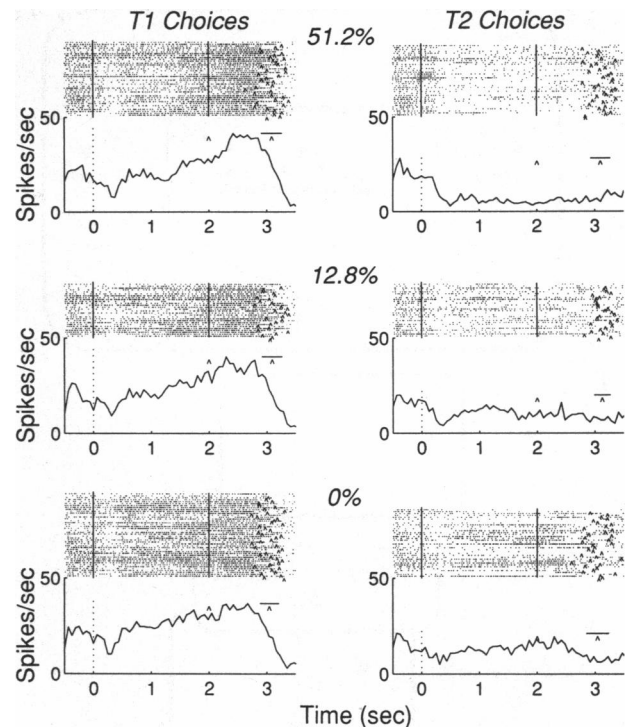 T1 Choices
T2 Choices
51.2%
Spikes/sec
50
0
0 1 2 3
50
0
0 1 2 3
12.8%
Spikes/sec
50
0
0 1 2 3
50
0
0 1 2 3
0%
Spikes/sec
50
0
0 1 2 3
50
0
0 1 2 3
Time (sec)